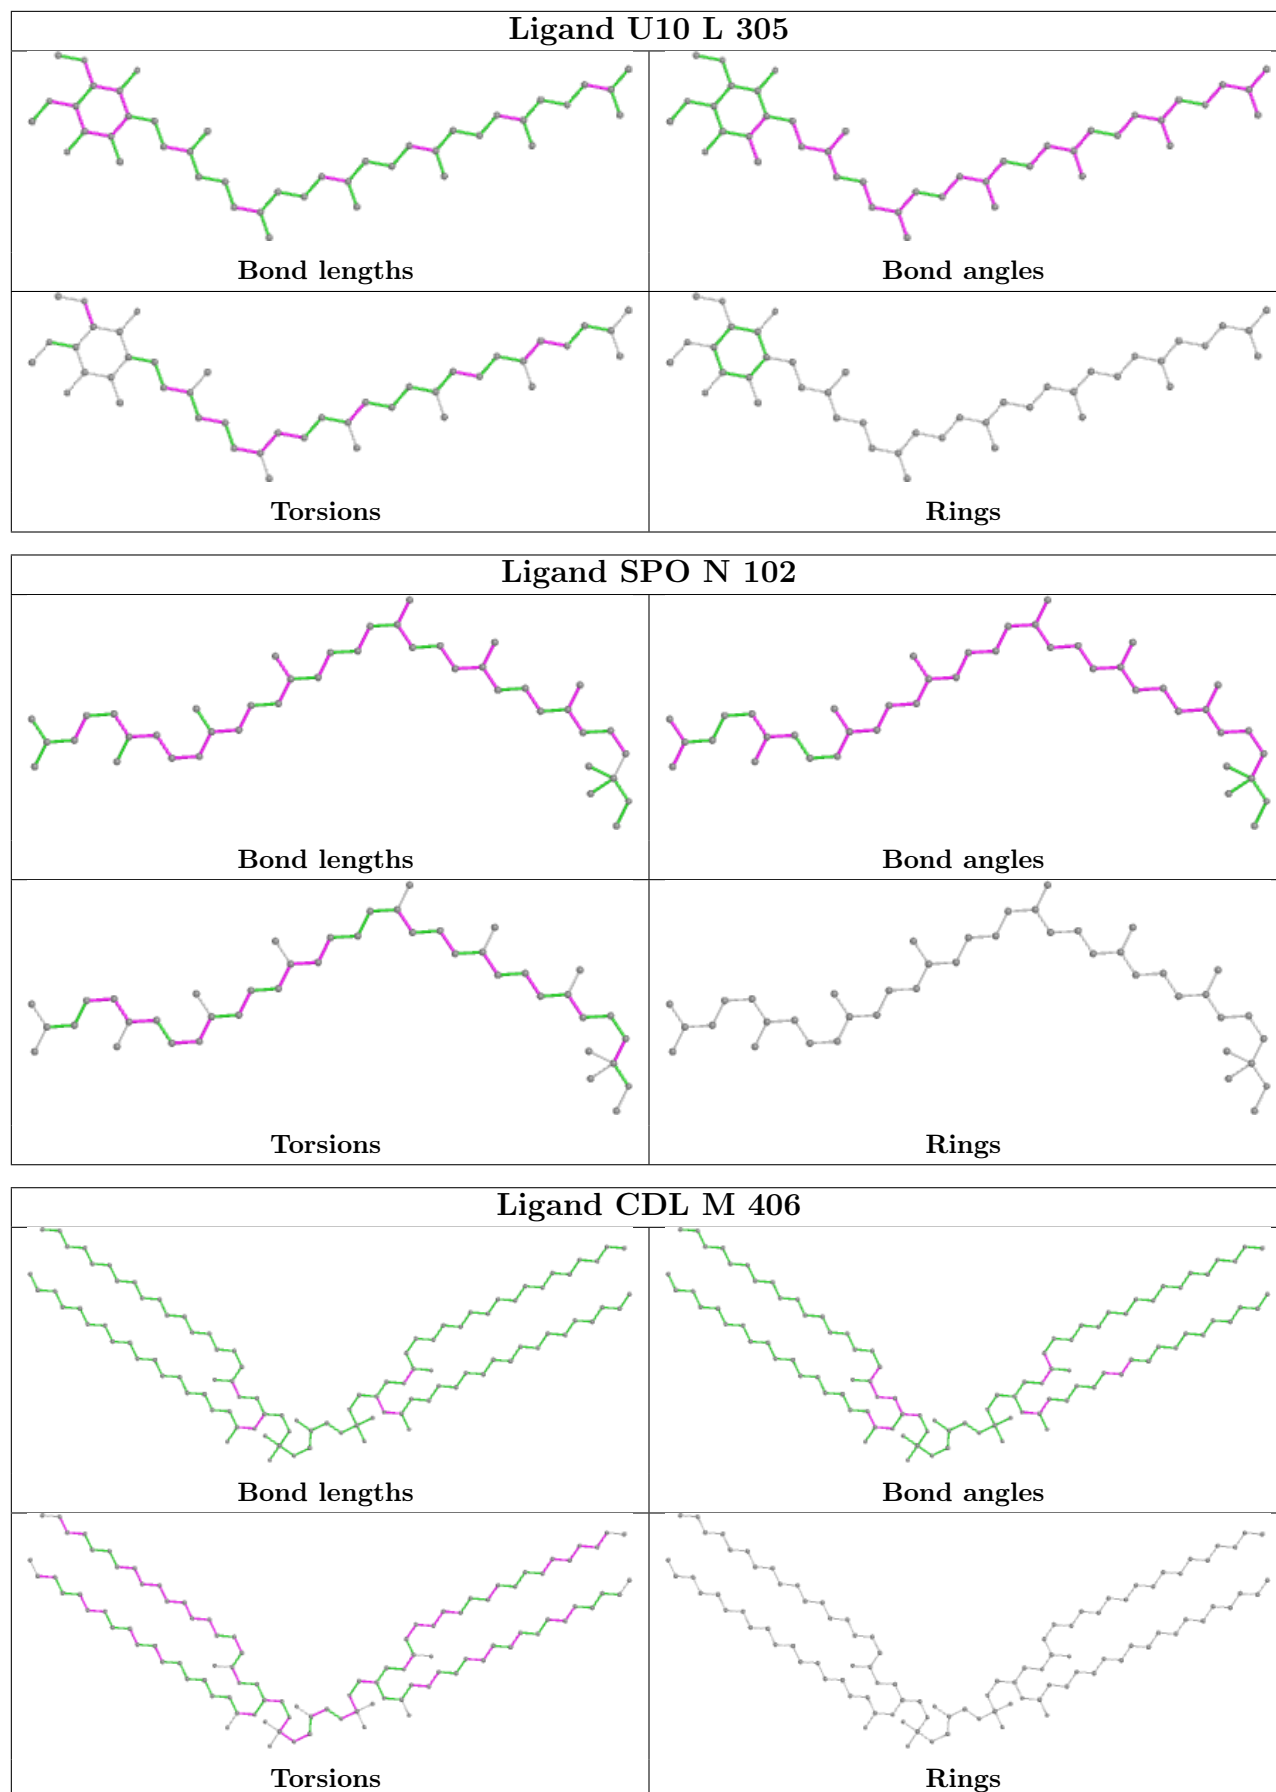 Ligand U10 L 305
Bond lengths
Bond angles
Torsions
Rings
Ligand SPO N 102
Bond lengths
Bond angles
Torsions
Rings
Ligand CDL M 406
Bond lengths
Bond angles
Torsions
Rings